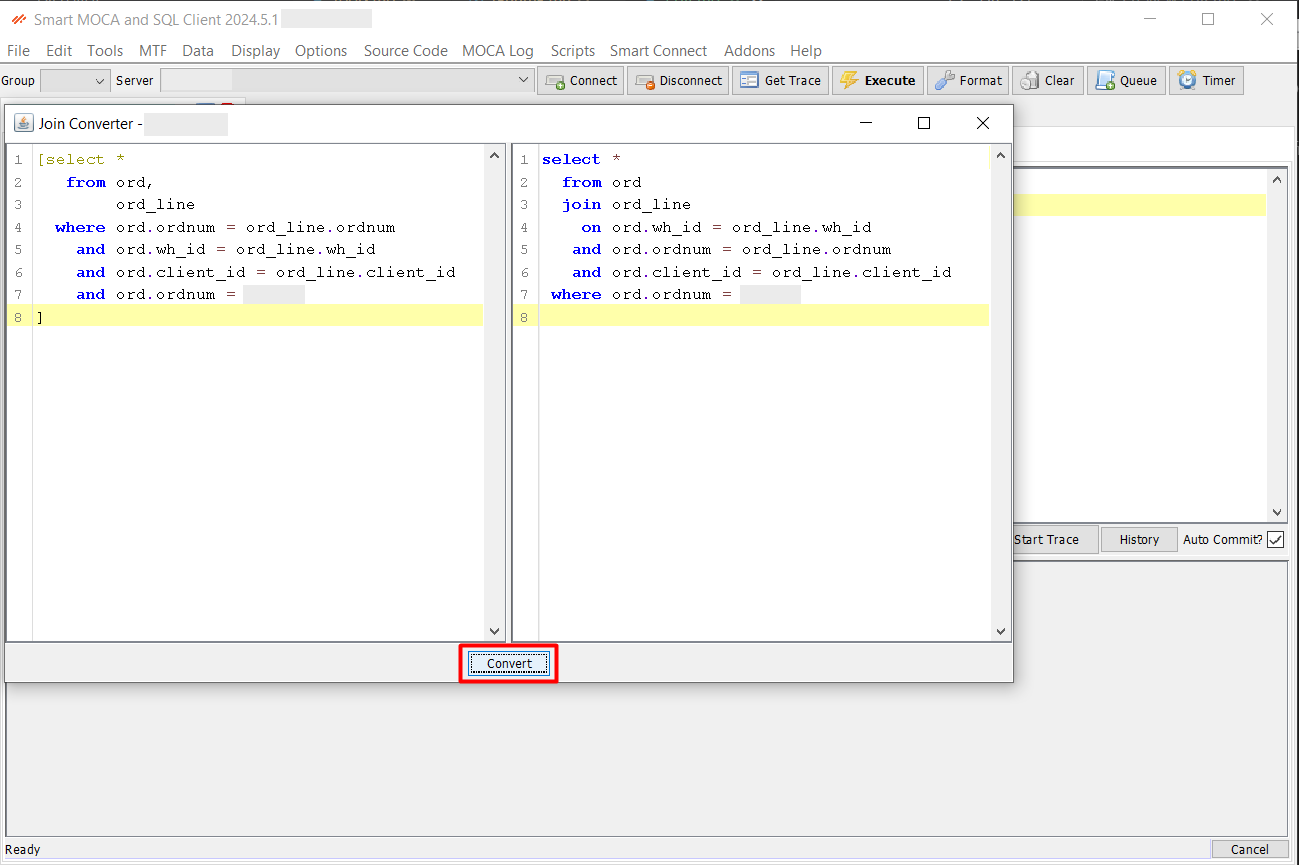 Smart MOCA and SQL Client 2024.5.1
File Edit Tools MTF Data Display Options Source Code MOCA Log Scripts Smart Connect Addons Help
Group Server Connect Disconnect Get Trace Execute Format Clear Queue Timer
Join Converter -
1 [select *
2 from ord,
3 ord_line
4 where ord.ordnum = ord_line.ordnum
5 and ord.wh_id = ord_line.wh_id
6 and ord.client_id = ord_line.client_id
7 and ord.ordnum =
8 ]
1 select *
2 from ord
3 join ord_line
4 on ord.wh_id = ord_line.wh_id
5 and ord.ordnum = ord_line.ordnum
6 and ord.client_id = ord_line.client_id
7 where ord.ordnum =
8
Start Trace History Auto Commit?
Convert
Ready Cancel